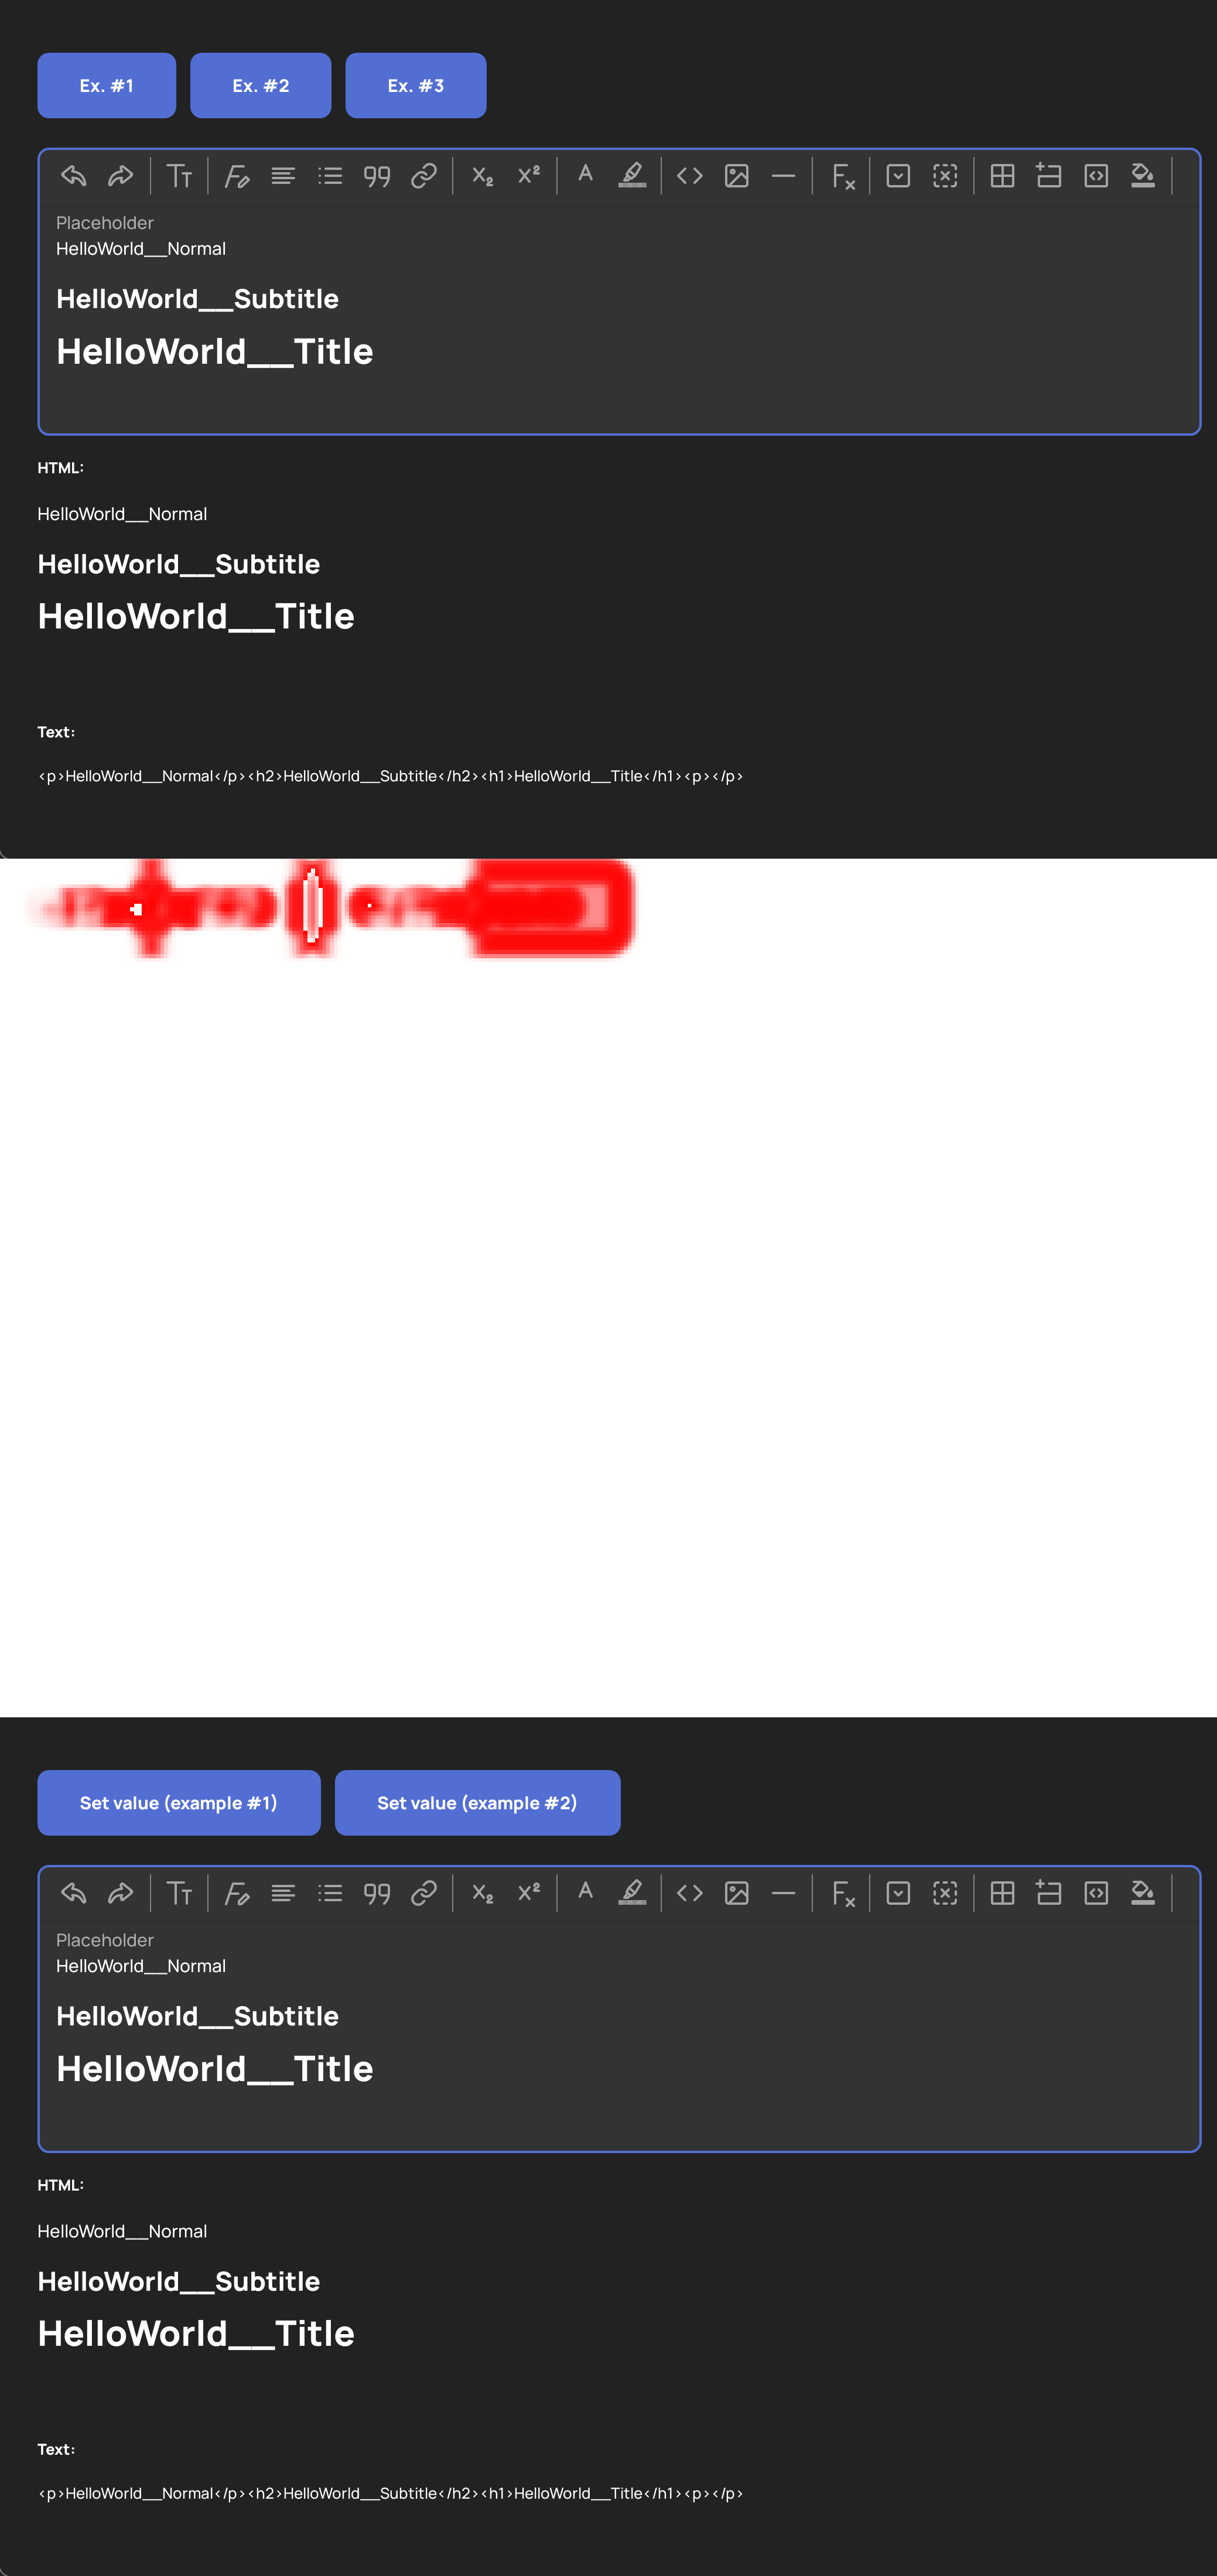 Ex. #1 Ex. #2 Ex. #3
Placeholder
HelloWorld__Normal
HelloWorld__Subtitle
HelloWorld__Title
HTML:
HelloWorld__Normal
HelloWorld__Subtitle
HelloWorld__Title
Text:
<p>HelloWorld__Normal</p><h2>HelloWorld__Subtitle</h2><h1>HelloWorld__Title</h1><p></p>
Set value (example #1) Set value (example #2)
Placeholder
HelloWorld__Normal
HelloWorld__Subtitle
HelloWorld__Title
HTML:
HelloWorld__Normal
HelloWorld__Subtitle
HelloWorld__Title
Text:
<p>HelloWorld__Normal</p><h2>HelloWorld__Subtitle</h2><h1>HelloWorld__Title</h1><p></p>